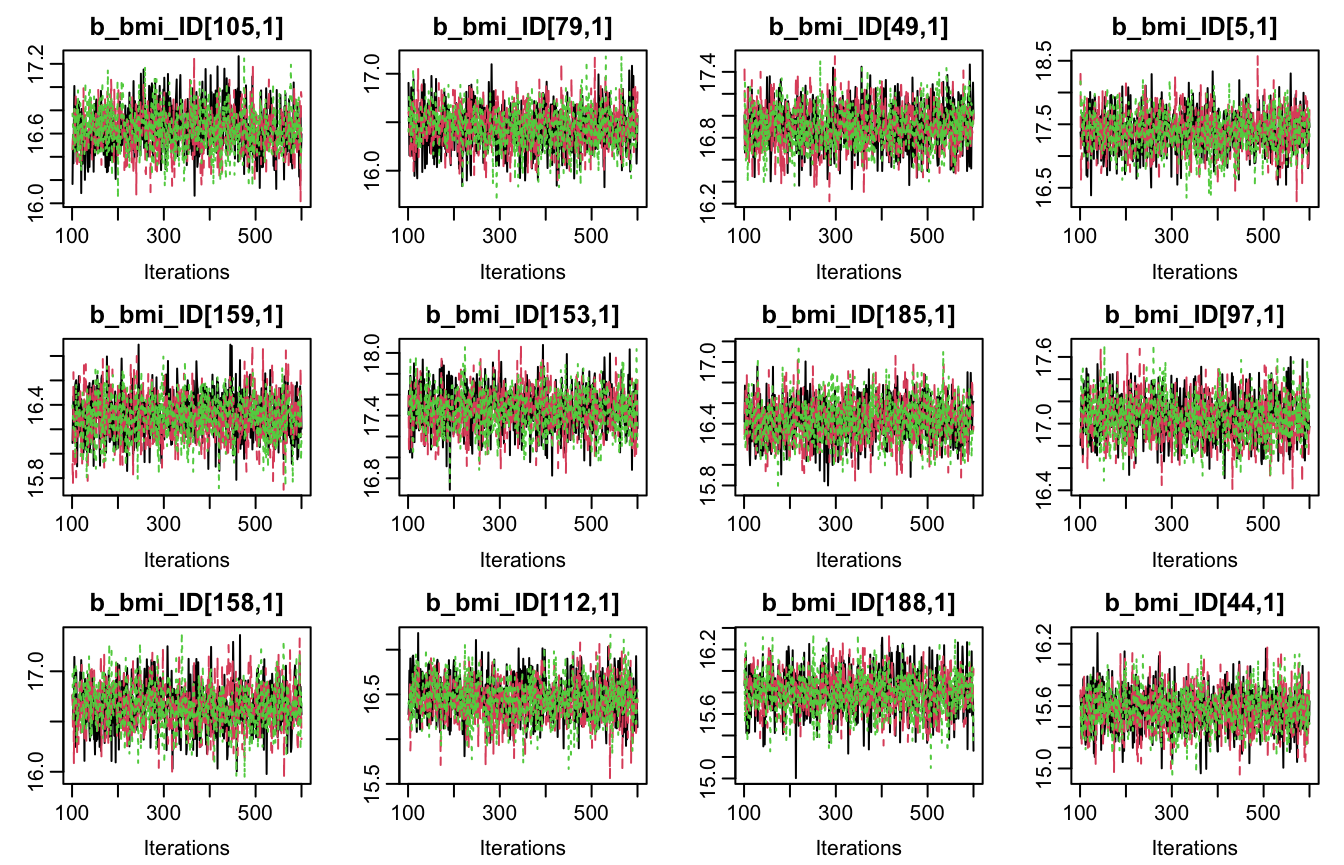 b_bmi_ID[105,1] b_bmi_ID[79,1] b_bmi_ID[49,1] b_bmi_ID[5,1]
16.0 16.6 17.2
16.0 17.0
16.2 16.8 17.4
16.5 17.5 18.5
100 300 500 100 300 500 100 300 500 100 300 500
Iterations Iterations Iterations Iterations
b_bmi_ID[159,1] b_bmi_ID[153,1] b_bmi_ID[185,1] b_bmi_ID[97,1]
15.8 16.4
16.8 17.4 18.0
15.8 16.4 17.0
16.4 17.0 17.6
100 300 500 100 300 500 100 300 500 100 300 500
Iterations Iterations Iterations Iterations
b_bmi_ID[158,1] b_bmi_ID[112,1] b_bmi_ID[188,1] b_bmi_ID[44,1]
16.0 17.0
15.5 16.5
15.0 15.6 16.2
15.0 15.6 16.2
100 300 500 100 300 500 100 300 500 100 300 500
Iterations Iterations Iterations Iterations